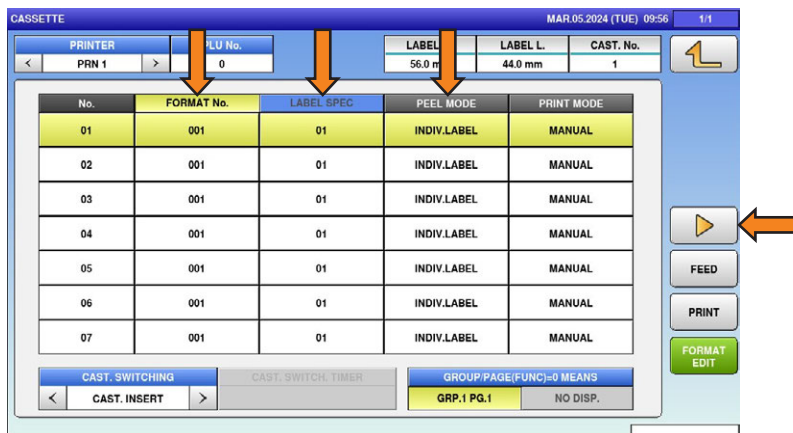 CASSETTE MAR.05.2024 (TUE) 09:56 1/1
PRINTER PLU No. LABEL LABEL L. CAST. No.
< PRN 1 > 0 56.0 44.0 mm 1
No. FORMAT No. LABEL SPEC PEEL MODE PRINT MODE
01 001 01 INDIV.LABEL MANUAL
02 001 01 INDIV.LABEL MANUAL
03 001 01 INDIV.LABEL MANUAL
04 001 01 INDIV.LABEL MANUAL
05 001 01 INDIV.LABEL MANUAL
FEED
06 001 01 INDIV.LABEL MANUAL
PRINT
07 001 01 INDIV.LABEL MANUAL
FORMAT
EDIT
CAST. SWITCHING CAST. SWITCH. TIMER GROUP/PAGE(FUNC)=0 MEANS
< CAST. INSERT > GRP.1 PG.1 NO DISP.